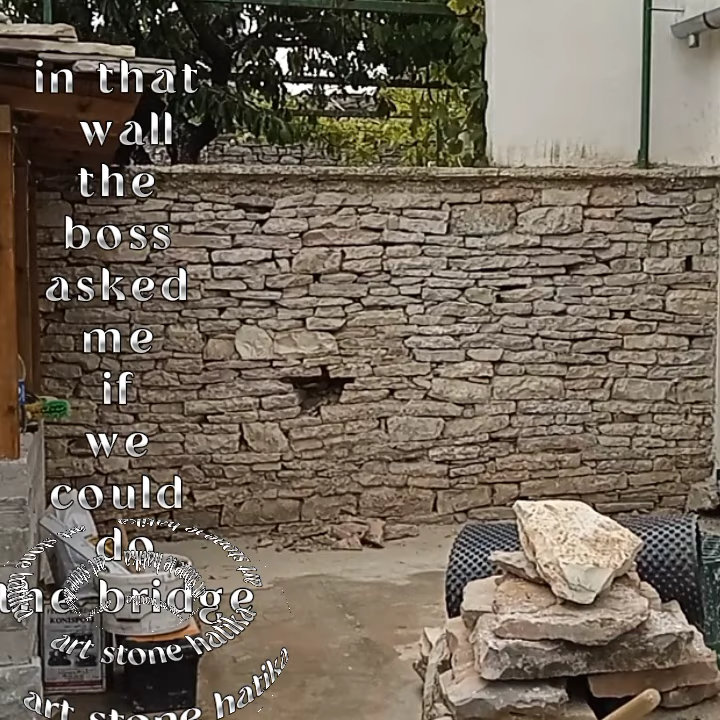 in that
wall
the
boss
asked
me
if
we
could
do
the bridge
art stone hatika
art stone hatika